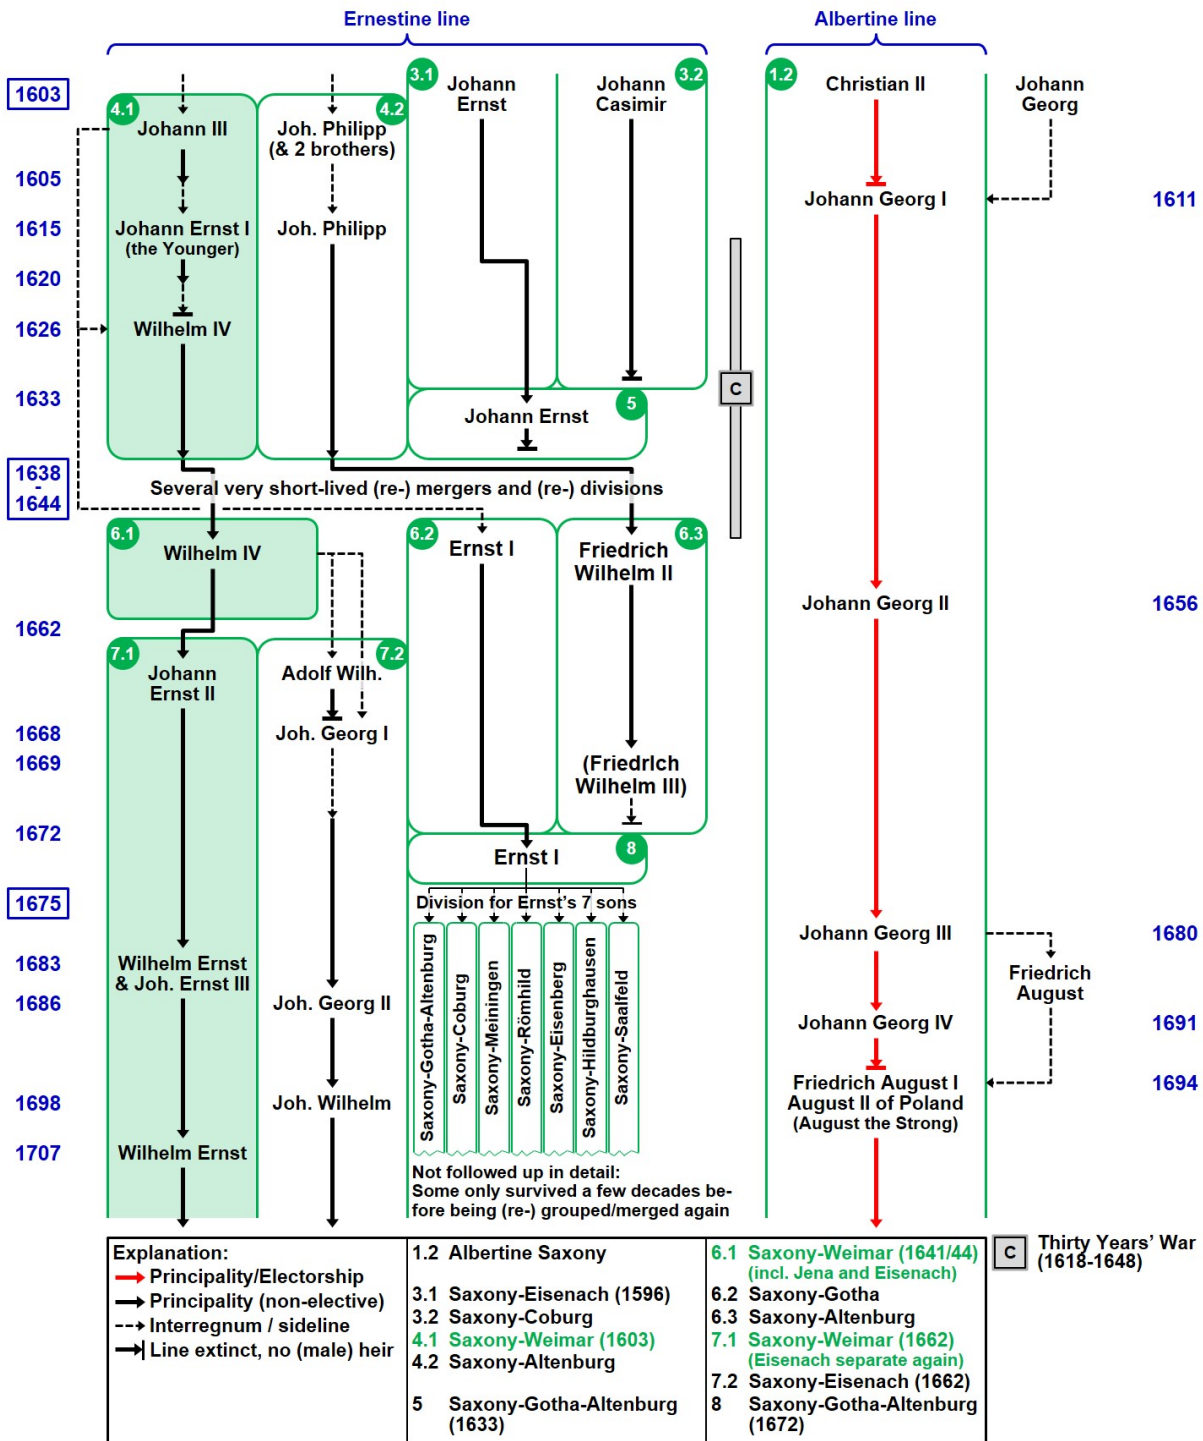 Ernestine line
Albertine line
1603
4.1
Johann III
4.2
Joh. Philipp
(& 2 brothers)
3.1
Johann
Ernst
Johann
Casimir
3.2
1.2
Christian II
Johann
Georg
1605
Johann Georg I
1611
1615
Johann Ernst I
(the Younger)
Joh. Philipp
1620
1626
Wilhelm IV
C
1633
Johann Ernst
5
1638
-
1644
Several very short-lived (re-) mergers and (re-) divisions
6.1
Wilhelm IV
6.2
Ernst I
Friedrich
Wilhelm II
6.3
Johann Georg II
1656
1662
7.1
Johann
Ernst II
Adolf Wilh.
7.2
1668
Joh. Georg I
1669
(FriedrIch
Wilhelm III)
1672
Ernst I
8
1675
Division for Ernst's 7 sons
Saxony-Gotha-Altenburg
Saxony-Coburg
Saxony-Meiningen
Saxony-Römhild
Saxony-Eisenberg
Saxony-Hildburghausen
Saxony-Saalfeld
Johann Georg III
1680
1683
Wilhelm Ernst
& Joh. Ernst III
Friedrich
August
1686
Joh. Georg II
Johann Georg IV
1691
Friedrich August I
August II of Poland
(August the Strong)
1694
1698
Joh. Wilhelm
1707
Wilhelm Ernst
Not followed up in detail:
Some only survived a few decades be-
fore being (re-) grouped/merged again
Explanation:
Principality/Electorship
Principality (non-elective)
Interregnum / sideline
Line extinct, no (male) heir
1.2 Albertine Saxony
3.1 Saxony-Eisenach (1596)
3.2 Saxony-Coburg
4.1 Saxony-Weimar (1603)
4.2 Saxony-Altenburg
5 Saxony-Gotha-Altenburg
(1633)
6.1 Saxony-Weimar (1641/44)
(incl. Jena and Eisenach)
6.2 Saxony-Gotha
6.3 Saxony-Altenburg
7.1 Saxony-Weimar (1662)
(Eisenach separate again)
7.2 Saxony-Eisenach (1662)
8 Saxony-Gotha-Altenburg
(1672)
C Thirty Years' War
(1618-1648)